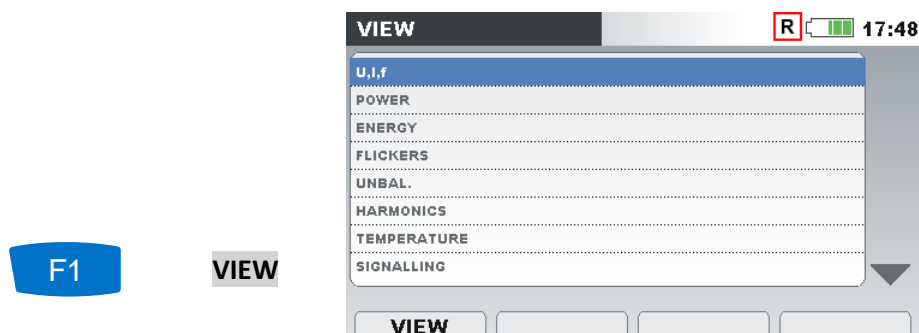 VIEW R 17:48
U,I,f
POWER
ENERGY
FLICKERS
UNBAL.
HARMONICS
TEMPERATURE
SIGNALLING
F1 VIEW
VIEW